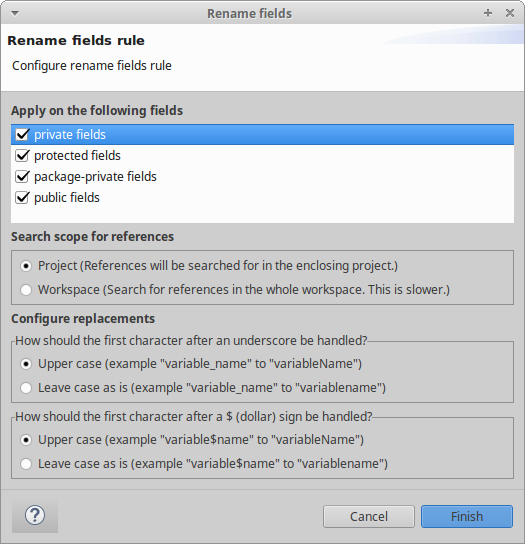 Rename fields
Rename fields rule
Configure rename fields rule
Apply on the following fields
private fields
protected fields
package-private fields
public fields
Search scope for references
Project (References will be searched for in the enclosing project.)
Workspace (Search for references in the whole workspace. This is slower.)
Configure replacements
How should the first character after an underscore be handled?
Upper case (example "variable_name" to "variableName")
Leave case as is (example "variable_name" to "variablename")
How should the first character after a $ (dollar) sign be handled?
Upper case (example "variable$name" to "variableName")
Leave case as is (example "variable$name" to "variablename")
?
Cancel
Finish